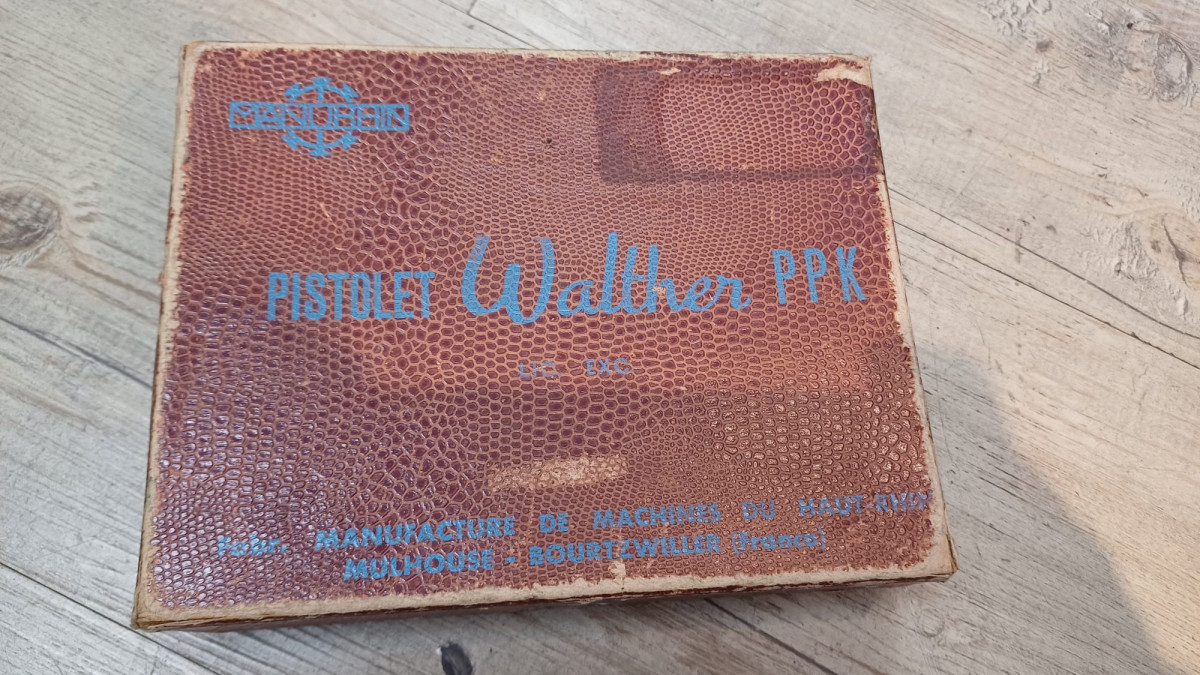 MANURHIN
PISTOLET Walther PPK
LIC. EXC.
Fabr. MANUFACTURE DE MACHINES DU HAUT-RHIN
MULHOUSE - BOURTZWILLER (France)